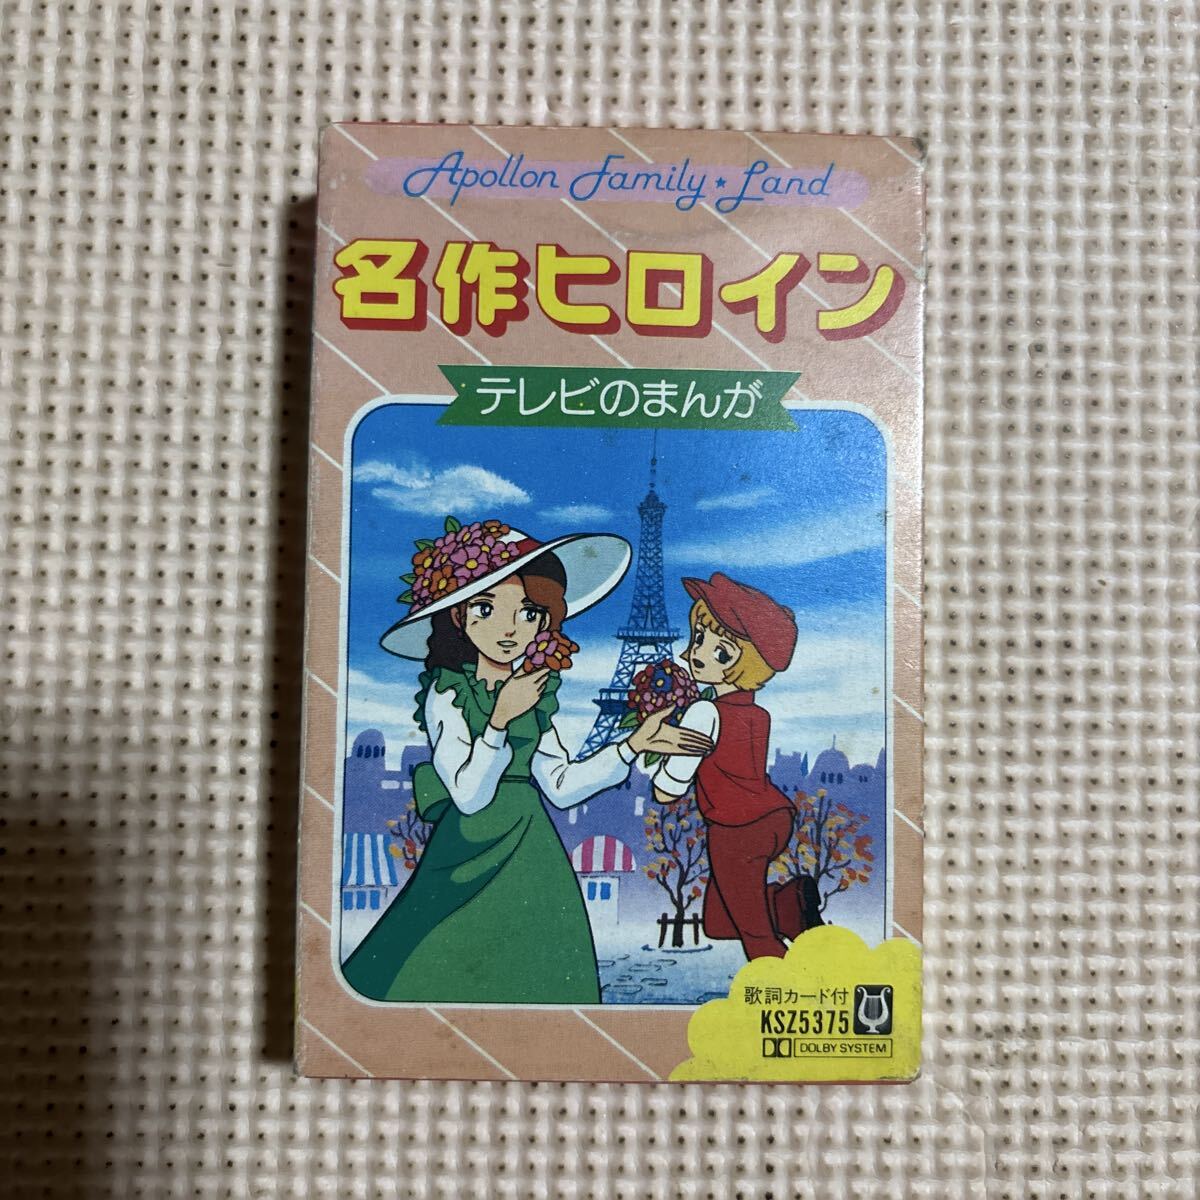 Apollon Family★Land
名作ヒロイン
テレビのまんが
歌詞カード付
KSZ5375
DOLBY SYSTEM